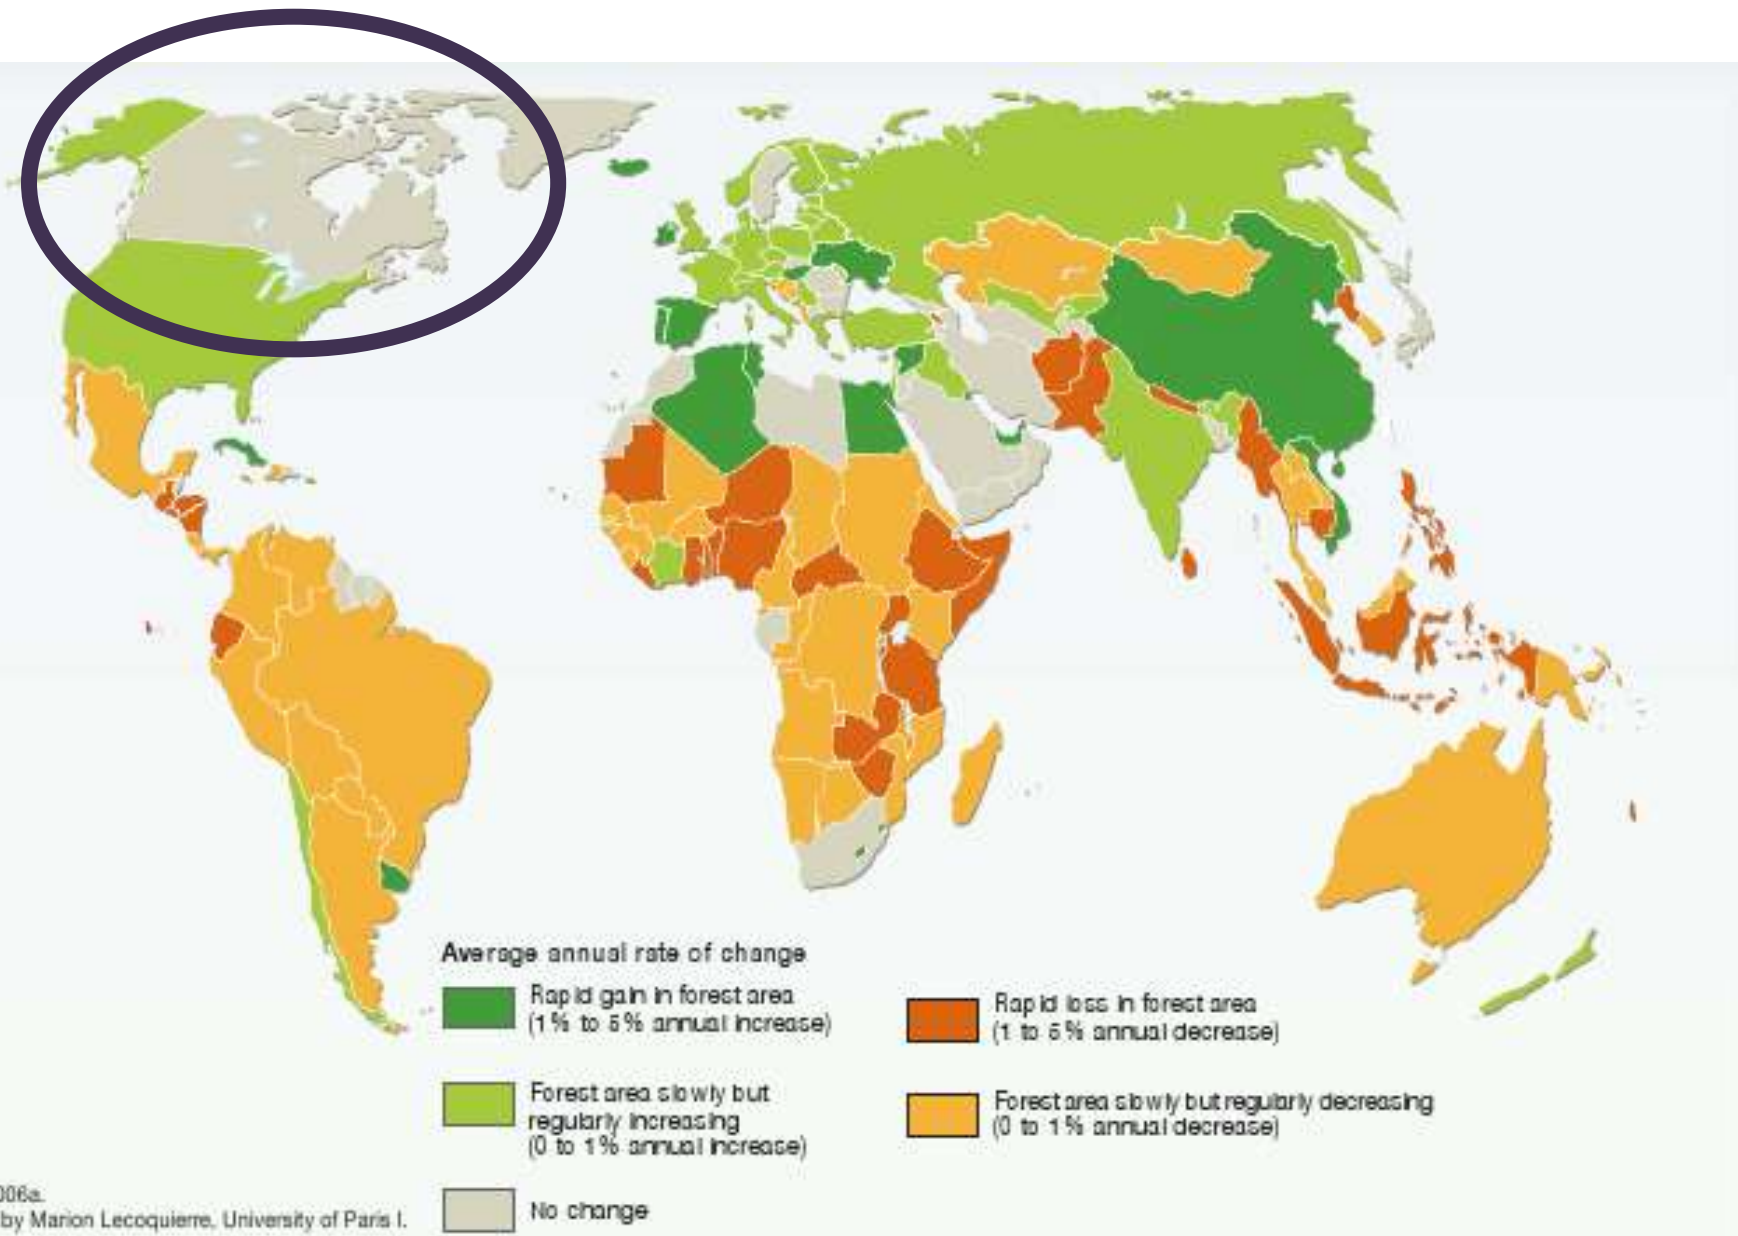 Average annual rate of change
Rapid gain in forest area
(1% to 5% annual increase)
Forest area slowly but
regularly increasing
(0 to 1% annual increase)
No change
Rapid loss in forest area
(1 to 5% annual decrease)
Forest area slowly but regularly decreasing
(0 to 1% annual decrease)
006a.
by Marion Lecoquierre, University of Paris I.